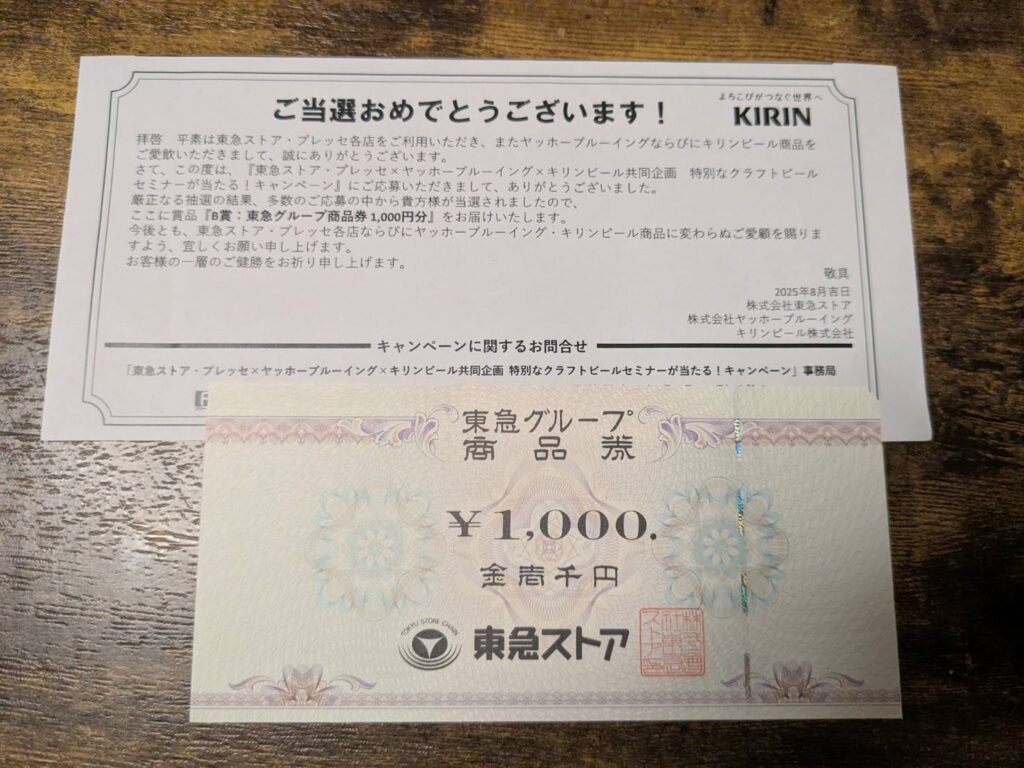 ご当選おめでとうございます！
よろこびがつなぐ世界へ
KIRIN
拝啓　平素は東急ストア・プレッセ各店をご利用いただき、またヤッホーブルーイングならびにキリンビール商品を
ご愛飲いただきまして、誠にありがとうございます。
さて、この度は、『東急ストア・プレッセ×ヤッホーブルーイング×キリンビール共同企画　特別なクラフトビール
セミナーが当たる！キャンペーン』にご応募いただきまして、ありがとうございました。
厳正なる抽選の結果、多数のご応募の中から貴方様が当選されましたので、
ここに賞品『B賞：東急グループ商品券 1,000円分』をお届けいたします。
今後とも、東急ストア・プレッセ各店ならびにヤッホーブルーイング・キリンビール商品に変わらぬご愛顧を賜りま
すよう、宜しくお願い申し上げます。
お客様の一層のご健勝をお祈り申し上げます。
敬具
2025年8月吉日
株式会社東急ストア
株式会社ヤッホーブルーイング
キリンビール株式会社
キャンペーンに関するお問合せ
「東急ストア・プレッセ×ヤッホーブルーイング×キリンビール共同企画 特別なクラフトビールセミナーが当たる！キャンペーン」事務局
東急グループ
商品券
￥1,000.
金壱千円
TOKYU STORE CHAIN
東急ストア